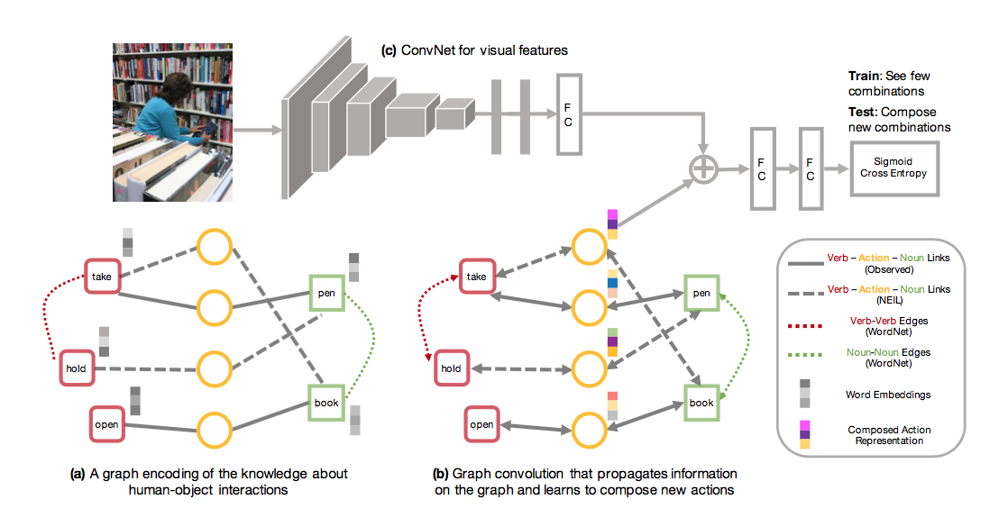 (c) ConvNet for visual features
Train: See few
combinations
Test: Compose
new combinations
F
C
F
C
F
C
Sigmoid
Cross Entropy
take
hold
open
pen
book
take
hold
open
pen
book
Verb – Action – Noun Links
(Observed)
Verb – Action – Noun Links
(NEIL)
Verb-Verb Edges
(WordNet)
Noun-Noun Edges
(WordNet)
Word Embeddings
Composed Action
Representation
(a) A graph encoding of the knowledge about
human-object interactions
(b) Graph convolution that propagates information
on the graph and learns to compose new actions